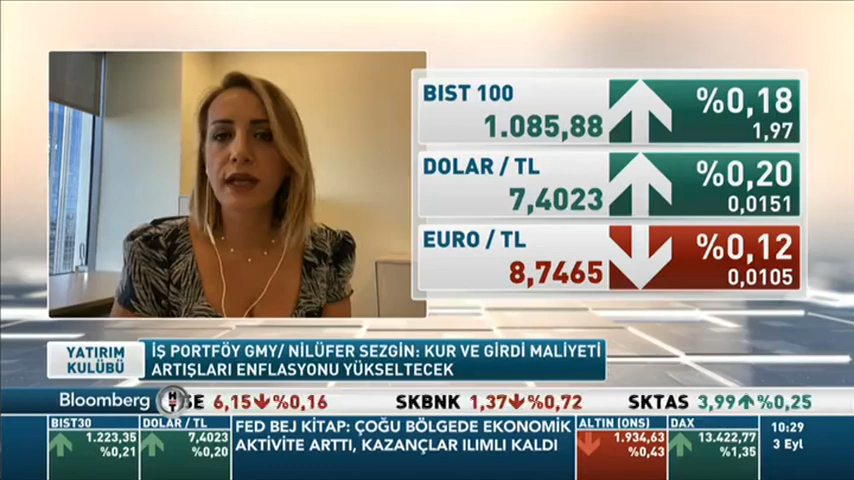 BIST 100
1.085,88
%0,18
1,97
DOLAR / TL
7,4023
%0,20
0,0151
EURO / TL
8,7465
%0,12
0,0105
YATIRIM
KULÜBÜ
İŞ PORTFÖY GMY/ NİLÜFER SEZGİN: KUR VE GİRDİ MALİYETİ
ARTIŞLARI ENFLASYONU YÜKSELTECEK
Bloomberg HT
SE 6,15 %0,16 SKBNK 1,37 %0,72 SKTAS 3,99 %0,25
BIST30
1.223,35
%0,21
DOLAR / TL
7,4023
%0,20
FED BEJ KİTAP: ÇOĞU BÖLGEDE EKONOMİK
AKTİVİTE ARTTI, KAZANÇLAR ILIMLI KALDI
ALTIN (ONS)
1.934,63
%0,43
DAX
13.422,77
%1,35
10:29
3 Eyl